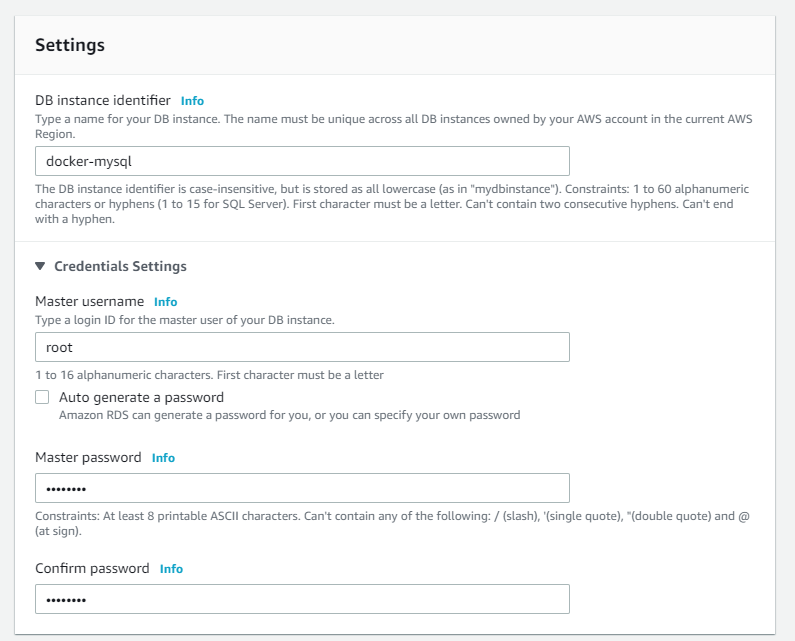 Settings
DB instance identifier Info
Type a name for your DB instance. The name must be unique across all DB instances owned by your AWS account in the current AWS
Region.
docker-mysql
The DB instance identifier is case-insensitive, but is stored as all lowercase (as in "mydbinstance"). Constraints: 1 to 60 alphanumeric
characters or hyphens (1 to 15 for SQL Server). First character must be a letter. Can't contain two consecutive hyphens. Can't end
with a hyphen.
▼ Credentials Settings
Master username Info
Type a login ID for the master user of your DB instance.
root
1 to 16 alphanumeric characters. First character must be a letter
Auto generate a password
Amazon RDS can generate a password for you, or you can specify your own password
Master password Info
••••••••
Constraints: At least 8 printable ASCII characters. Can't contain any of the following: / (slash), '(single quote), "(double quote) and @
(at sign).
Confirm password Info
••••••••